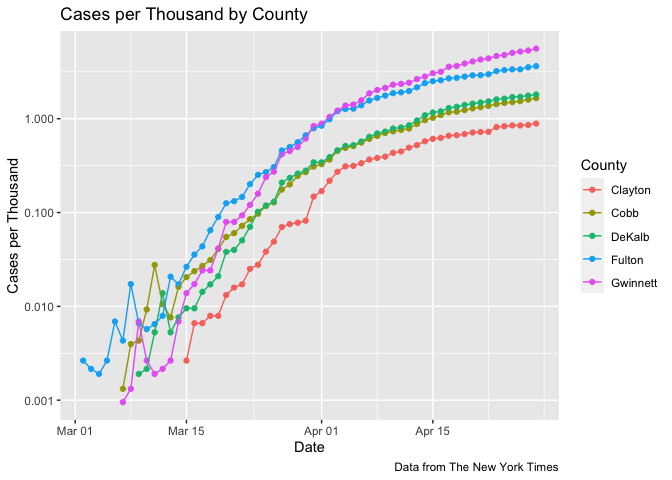 Cases per Thousand by County
Cases per Thousand
1.000
0.100
0.010
0.001
Mar 01
Mar 15
Apr 01
Apr 15
Date
County
Clayton
Cobb
DeKalb
Fulton
Gwinnett
Data from The New York Times